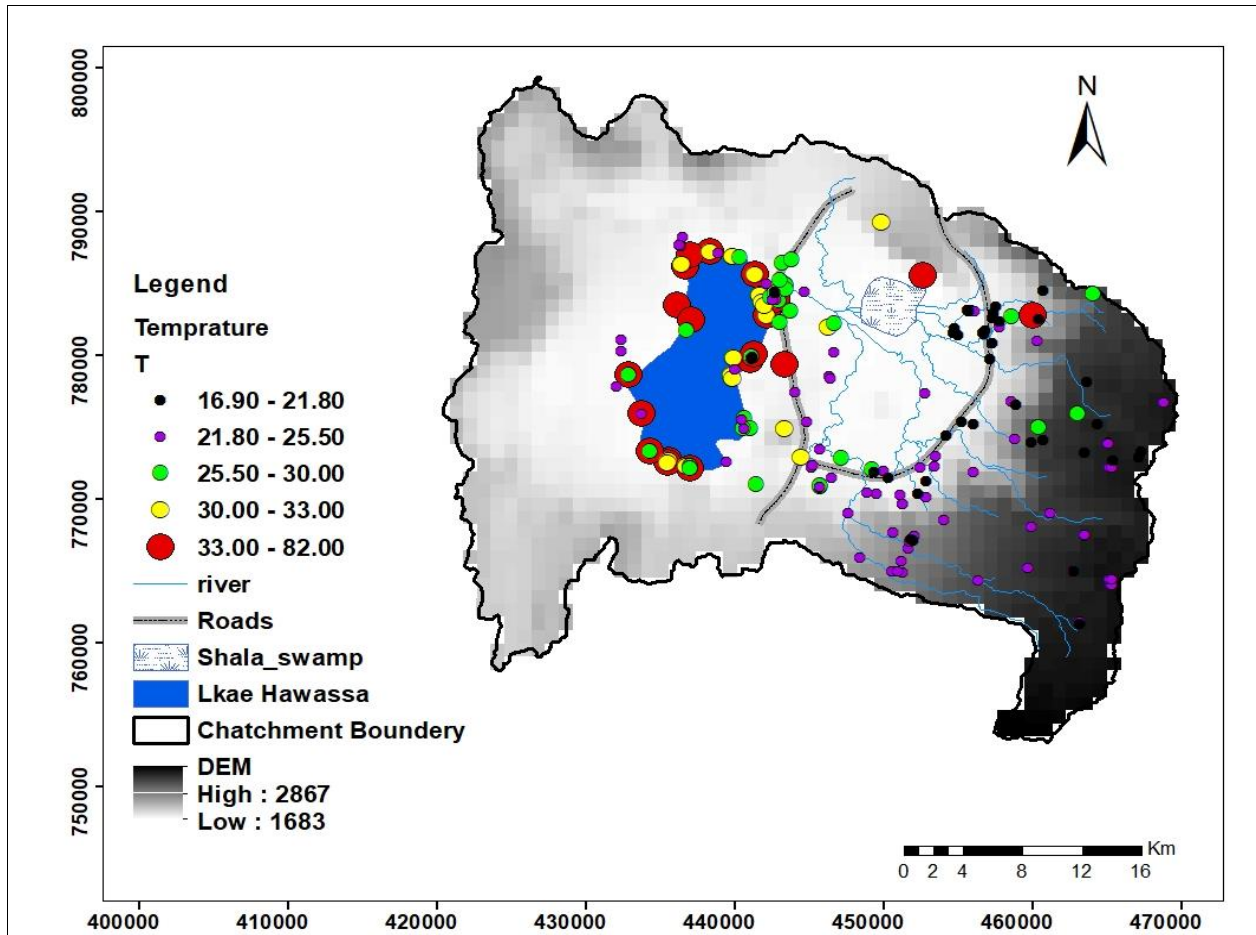 800000
790000
780000
770000
760000
750000
N
Legend
Temprature
T
16.90 - 21.80
21.80 - 25.50
25.50 - 30.00
30.00 - 33.00
33.00 - 82.00
river
Roads
Shala_swamp
Lkae Hawassa
Chatchment Boundery
DEM
High : 2867
Low : 1683
Km
0 2 4 8 12 16
400000 410000 420000 430000 440000 450000 460000 470000